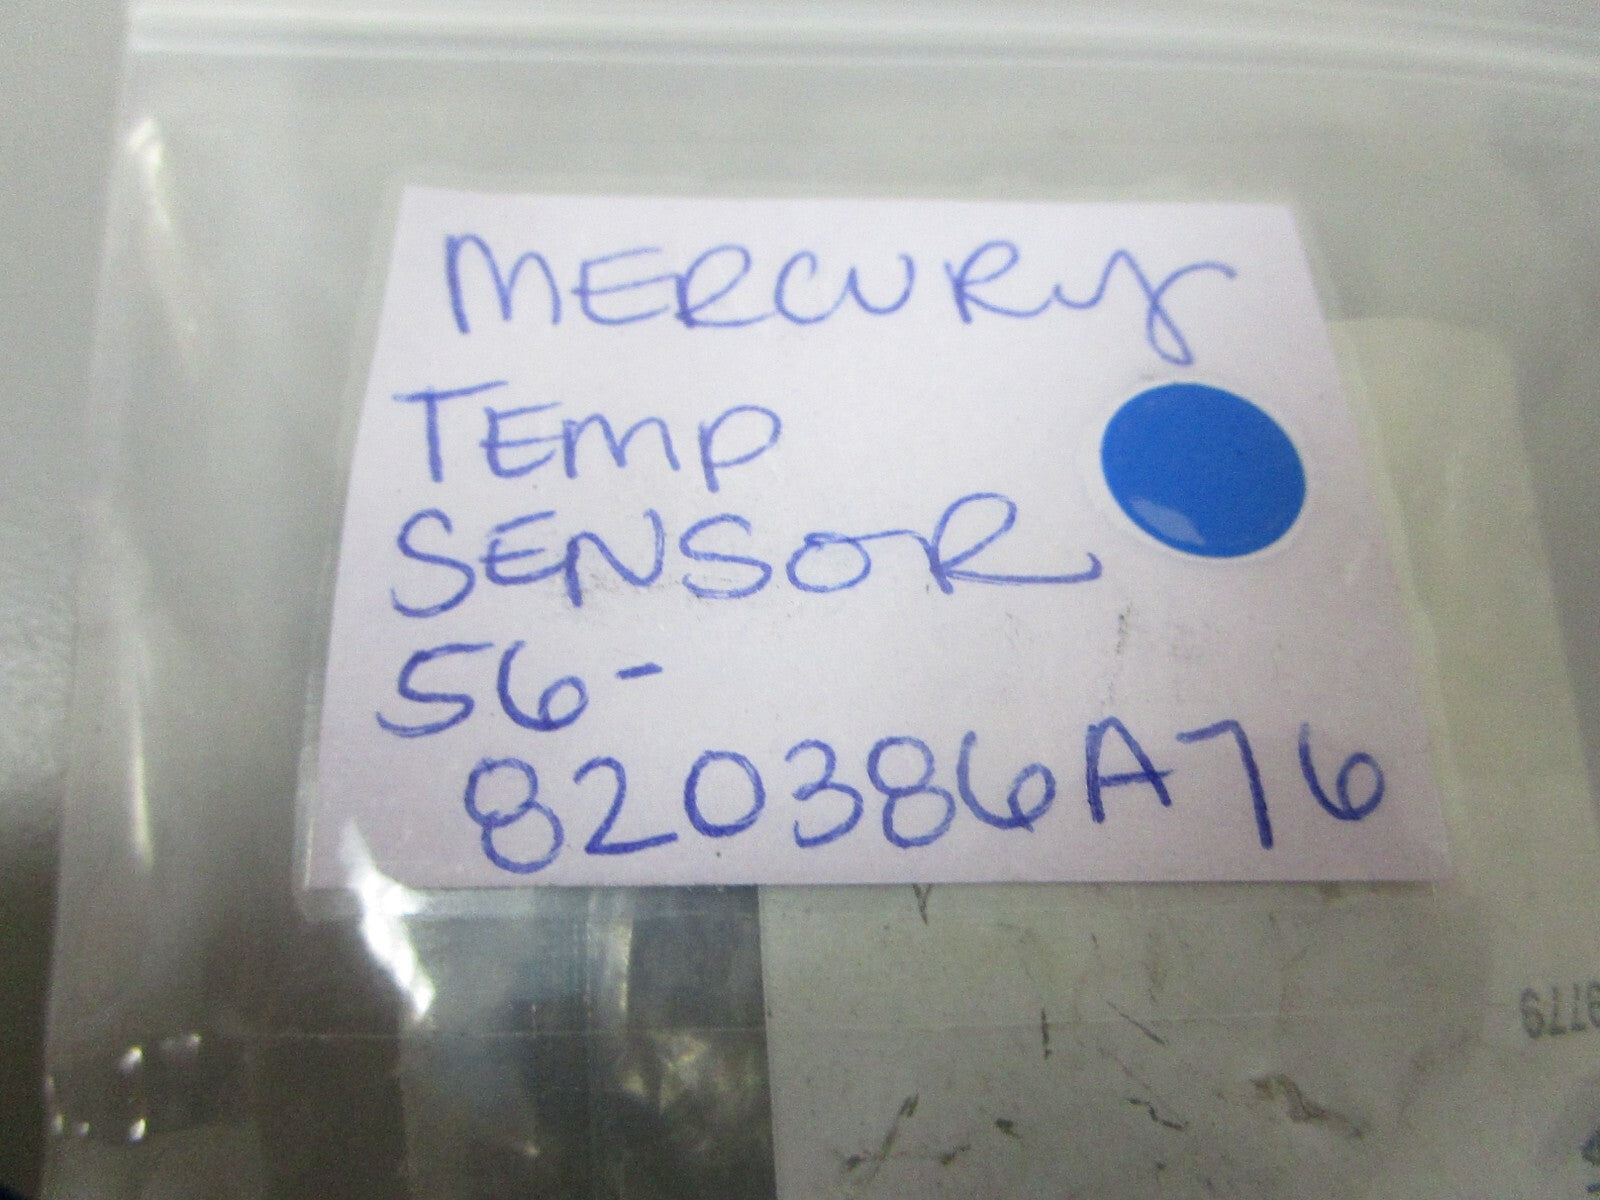 MERCURY
TEMP
SENSOR
56-
820386A76